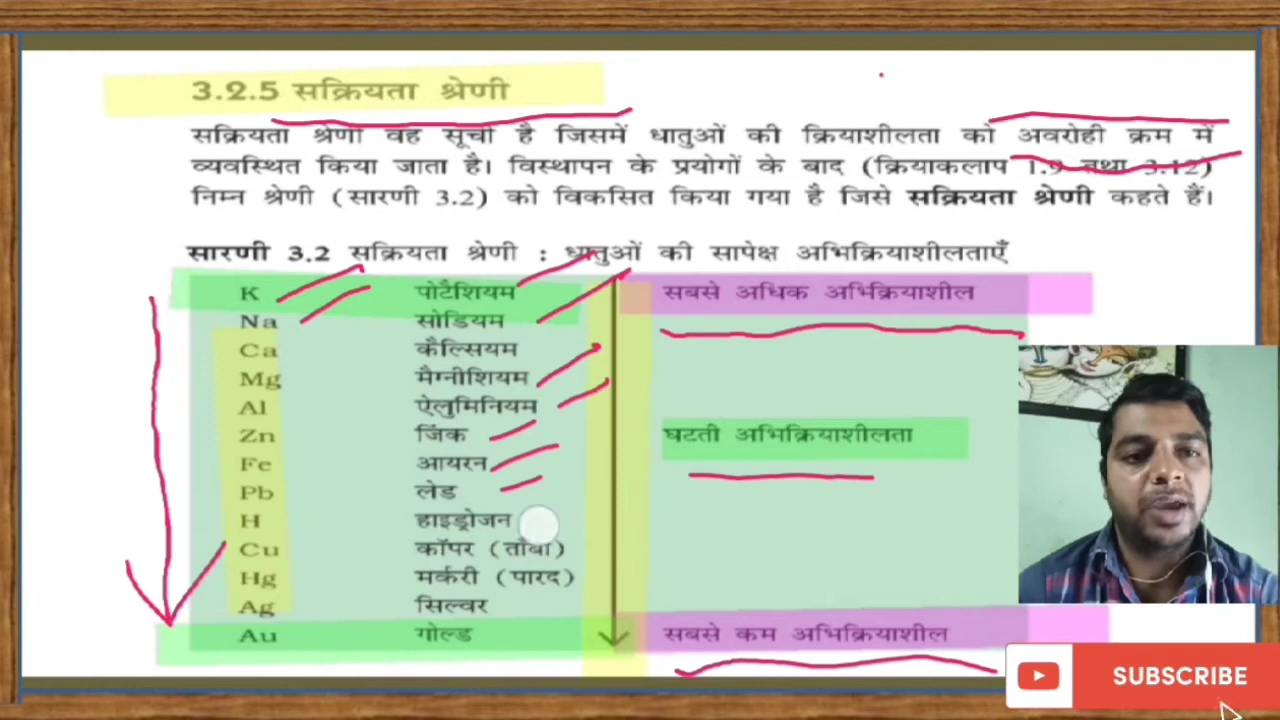 3.2.5 सक्रियता श्रेणी
सक्रियता श्रेणी वह सूची है जिसमें धातुओं की क्रियाशीलता को अवरोही क्रम में
व्यवस्थित किया जाता है। विस्थापन के प्रयोगों के बाद (क्रियाकलाप 1.9 तथा 3.12)
निम्न श्रेणी (सारणी 3.2) को विकसित किया गया है जिसे सक्रियता श्रेणी कहते हैं।
सारणी 3.2 सक्रियता श्रेणी : धातुओं की सापेक्ष अभिक्रियाशीलताएँ
K पोटैशियम सबसे अधिक अभिक्रियाशील
Na सोडियम
Ca कैल्सियम
Mg मैग्नीशियम
Al ऐलुमिनियम
Zn जिंक घटती अभिक्रियाशीलता
Fe आयरन
Pb लेड
H हाइड्रोजन
Cu कॉपर (ताँबा)
Hg मर्करी (पारद)
Ag सिल्वर
Au गोल्ड सबसे कम अभिक्रियाशील
SUBSCRIBE